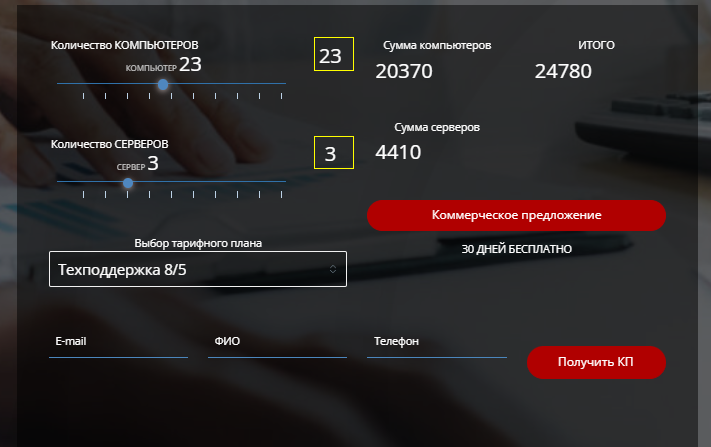 Количество КОМПЬЮТЕРОВ
КОМПЬЮТЕР 23
23
Сумма компьютеров
20370
ИТОГО
24780
Количество СЕРВЕРОВ
СЕРВЕР 3
3
Сумма серверов
4410
Коммерческое предложение
30 ДНЕЙ БЕСПЛАТНО
Выбор тарифного плана
Техподдержка 8/5
E-mail
ФИО
Телефон
Получить КП